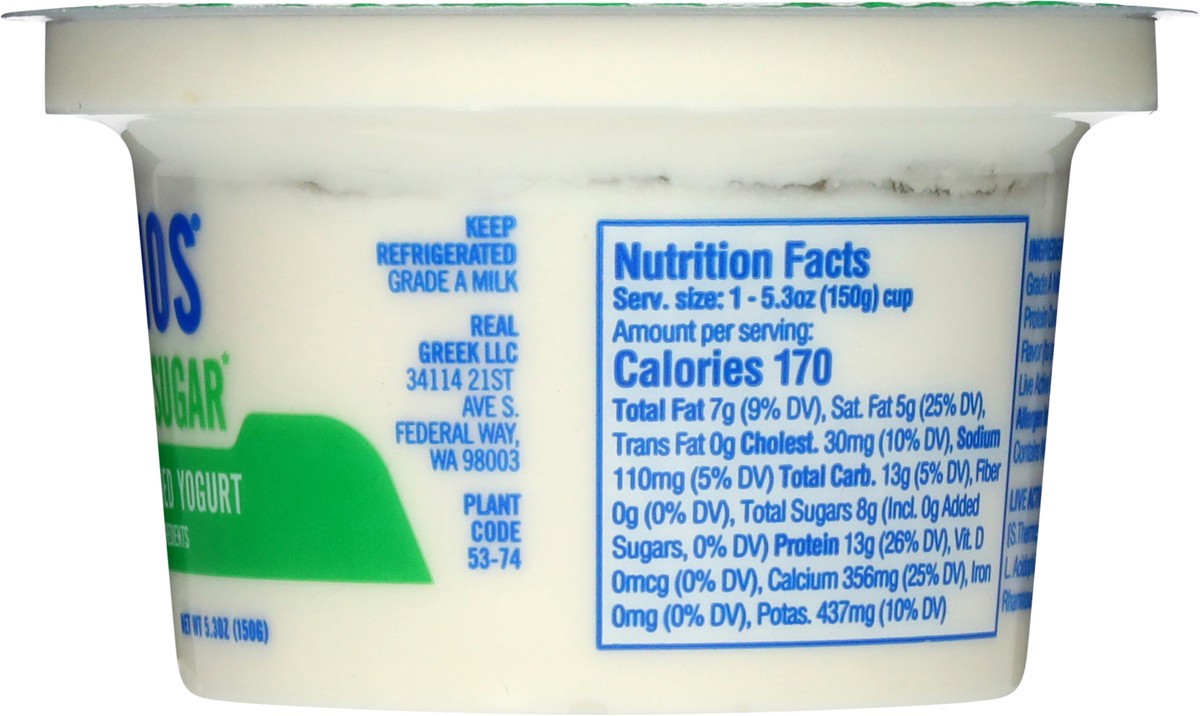 SUGAR*
YOGURT
NET WT 5.3OZ (150G)
KEEP
REFRIGERATED
GRADE A MILK
REAL
GREEK LLC
34114 21ST
AVE S.
FEDERAL WAY,
WA 98003
PLANT
CODE
53-74
Nutrition Facts
Serv. size: 1 - 5.3oz (150g) cup
Amount per serving:
Calories 170
Total Fat 7g (9% DV), Sat. Fat 5g (25% DV),
Trans Fat 0g Cholest. 30mg (10% DV), Sodium
110mg (5% DV) Total Carb. 13g (5% DV), Fiber
0g (0% DV), Total Sugars 8g (Incl. 0g Added
Sugars, 0% DV) Protein 13g (26% DV), Vit. D
0mcg (0% DV), Calcium 356mg (25% DV), Iron
0mg (0% DV), Potas. 437mg (10% DV)
Grade A
Protein
Flavor
Live